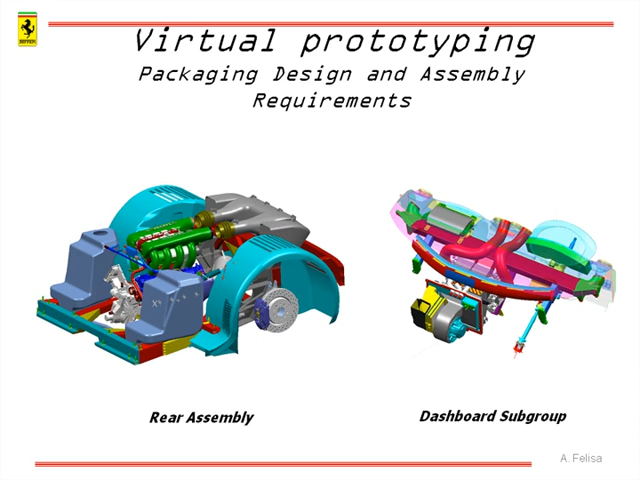 Virtual prototyping
Packaging Design and Assembly
Requirements
Rear Assembly
Dashboard Subgroup
A. Felisa